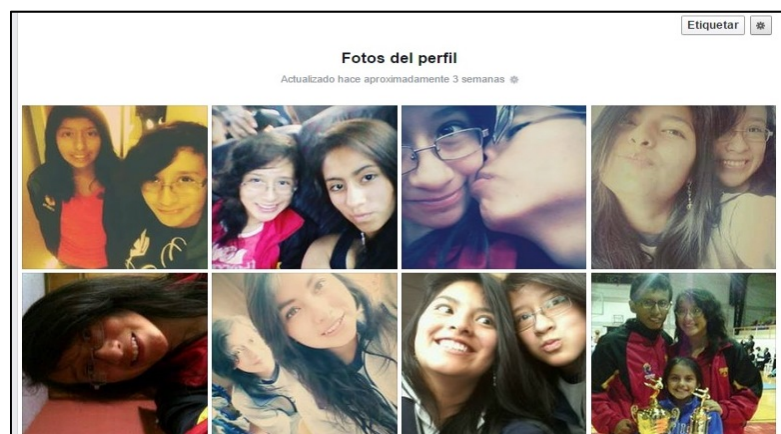 Etiquetar
Fotos del perfil
Actualizado hace aproximadamente 3 semanas